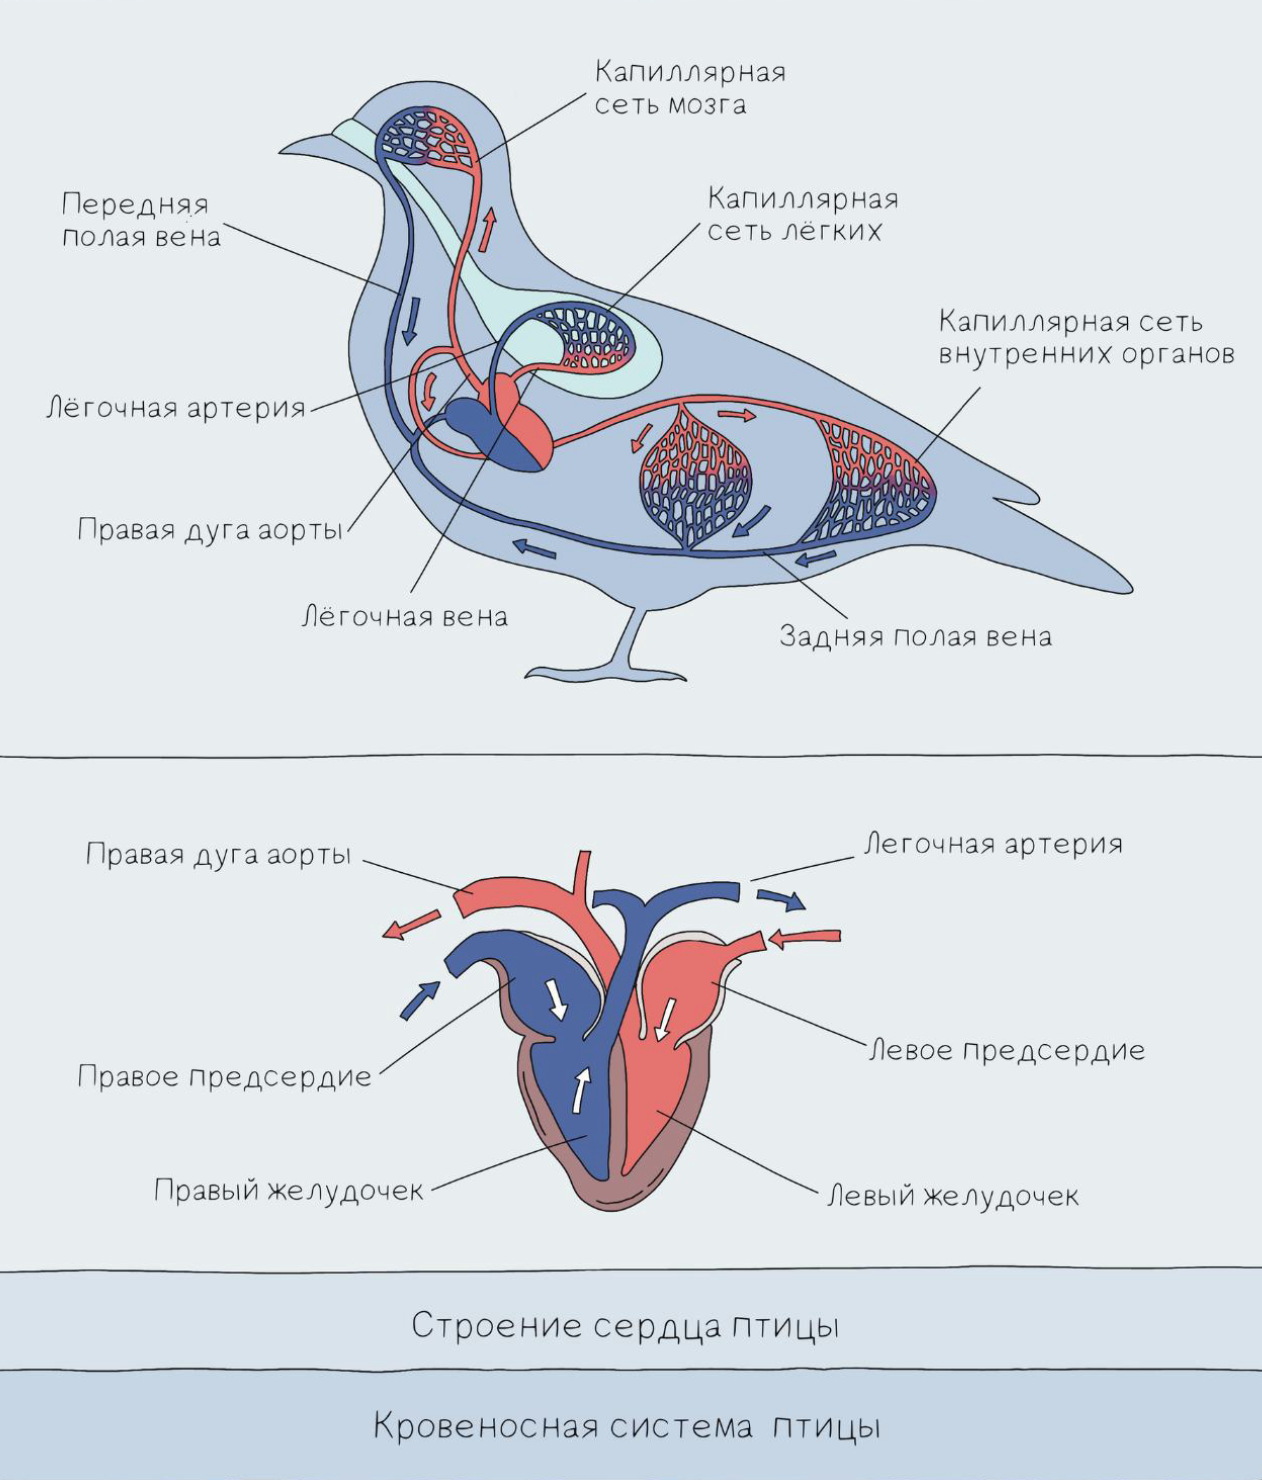 Капиллярная
сеть мозга
Передняя
полая вена
Капиллярная
сеть лёгких
Капиллярная сеть
внутренних органов
Лёгочная артерия
Правая дуга аорты
Лёгочная вена
Задняя полая вена
Правая дуга аорты
Легочная артерия
Правое предсердие
Левое предсердие
Правый желудочек
Левый желудочек
Строение сердца птицы
Кровеносная система птицы